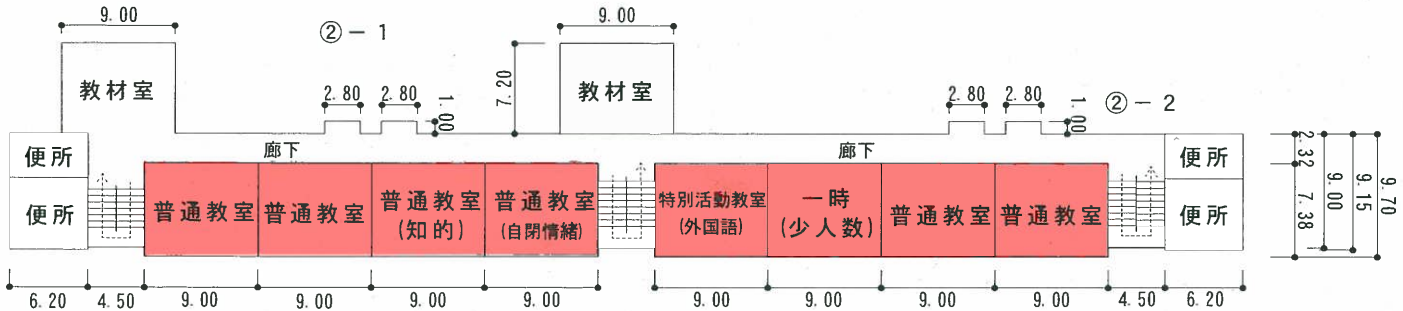 9.00
②-1
9.00
教材室
2.80
2.80
1.00
7.20
教材室
2.80
2.80
1.00
②-2
便所
廊下
廊下
便所
便所
普通教室
普通教室
普通教室
(知的)
普通教室
(自閉情緒)
特別活動教室
(外国語)
一時
(少人数)
普通教室
普通教室
便所
2.32
7.38
9.00
9.15
9.70
6.20
4.50
9.00
9.00
9.00
9.00
9.00
9.00
9.00
9.00
4.50
6.20